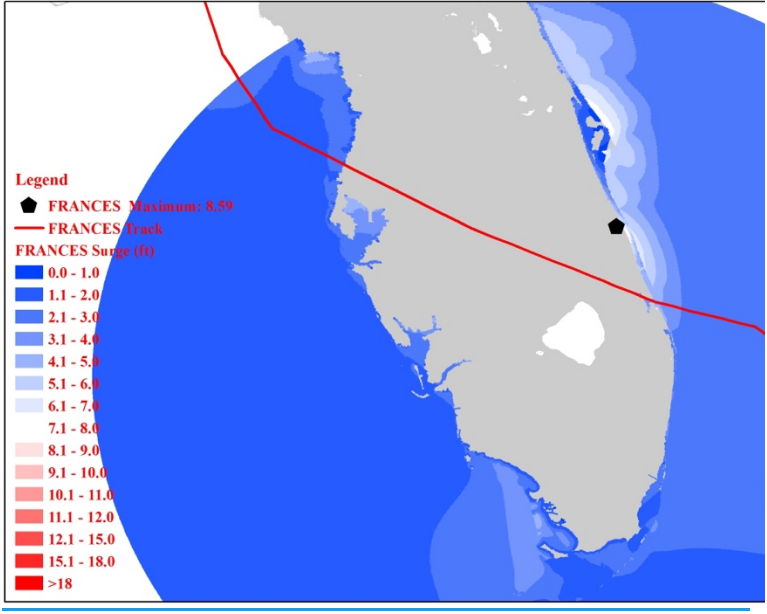 Legend
FRANCES Maximum: 8.59
FRANCES Track
FRANCES Surge (ft)
0.0 - 1.0
1.1 - 2.0
2.1 - 3.0
3.1 - 4.0
4.1 - 5.0
5.1 - 6.0
6.1 - 7.0
7.1 - 8.0
8.1 - 9.0
9.1 - 10.0
10.1 - 11.0
11.1 - 12.0
12.1 - 15.0
15.1 - 18.0
>18